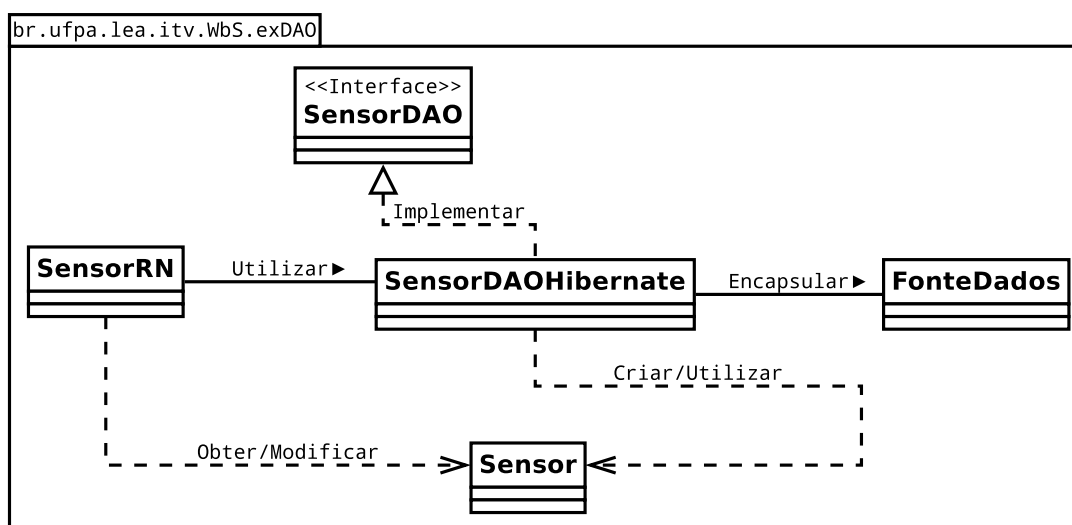 br.ufpa.lea.itv.WbS.exDAO
<<Interface>>
SensorDAO
Implementar
SensorRN
Utilizar►
SensorDAOHibernate
Encapsular►
FonteDados
Criar/Utilizar
Obter/Modificar
Sensor